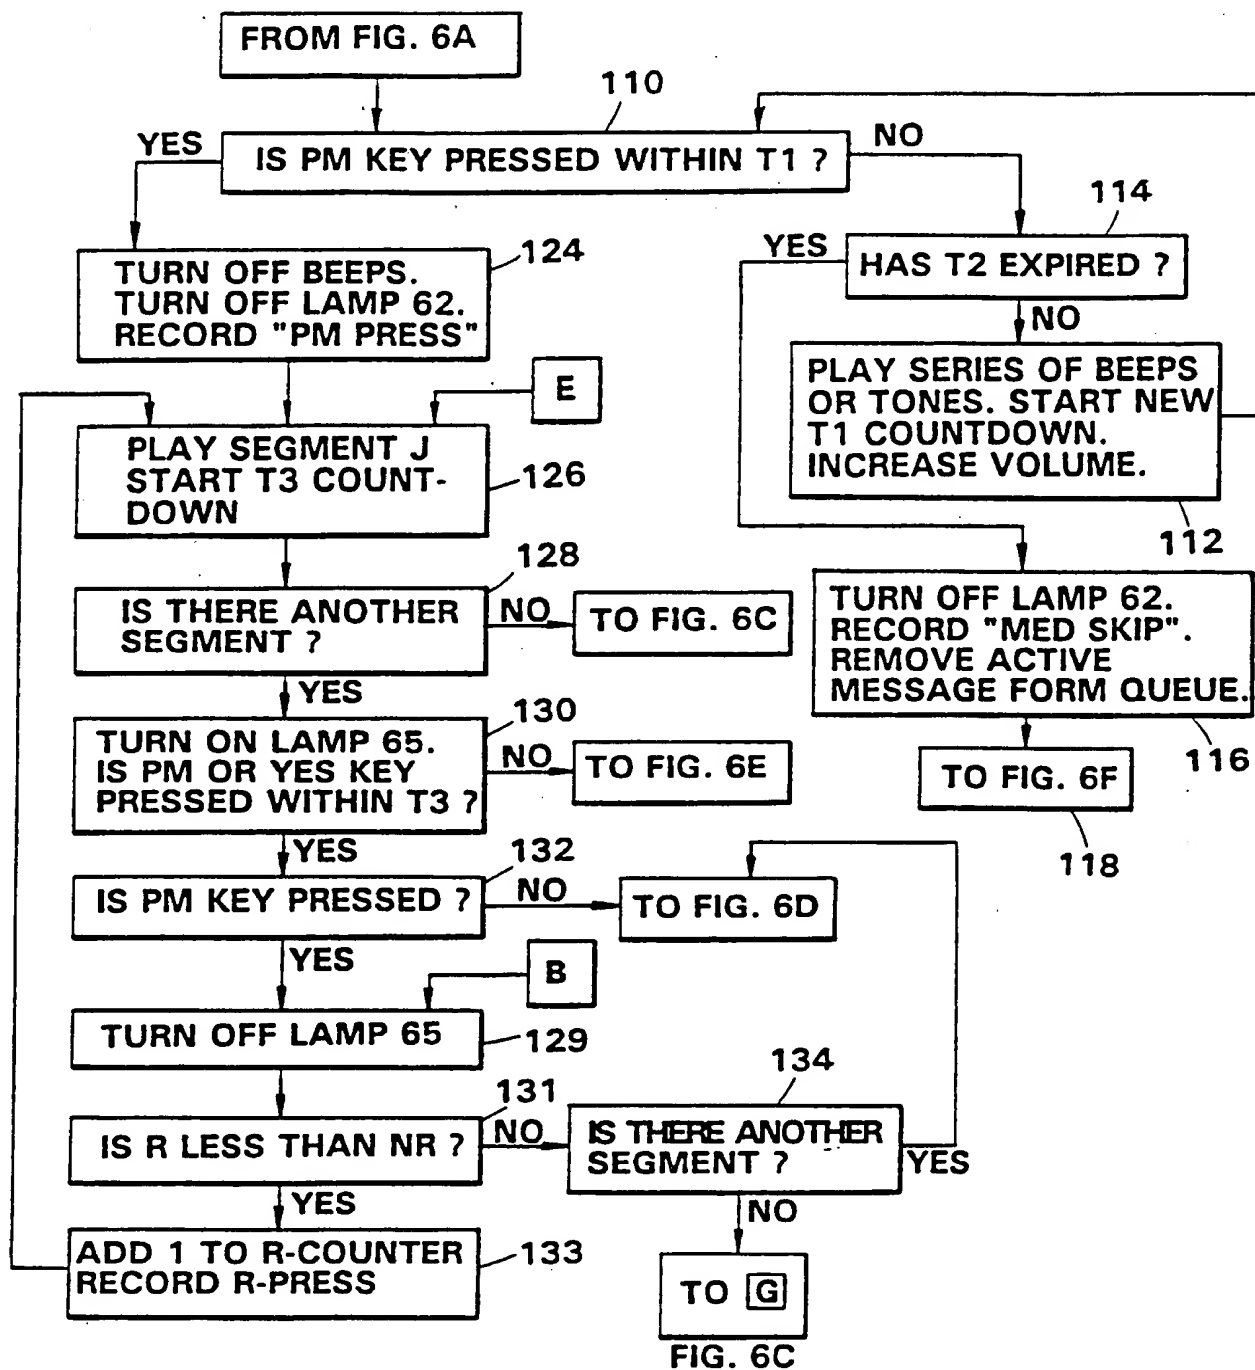 FROM FIG. 6A
110
YES
IS PM KEY PRESSED WITHIN T1 ?
NO
114
124
TURN OFF BEEPS.
TURN OFF LAMP 62.
RECORD "PM PRESS"
YES
HAS T2 EXPIRED ?
NO
E
PLAY SERIES OF BEEPS
OR TONES. START NEW
T1 COUNTDOWN.
INCREASE VOLUME.
112
PLAY SEGMENT J
START T3 COUNT-
DOWN
126
128
IS THERE ANOTHER
SEGMENT ?
NO
TO FIG. 6C
TURN OFF LAMP 62.
RECORD "MED SKIP".
REMOVE ACTIVE
MESSAGE FORM QUEUE.
116
YES
130
TURN ON LAMP 65.
IS PM OR YES KEY
PRESSED WITHIN T3 ?
NO
TO FIG. 6E
TO FIG. 6F
118
YES
132
IS PM KEY PRESSED ?
NO
TO FIG. 6D
YES
B
TURN OFF LAMP 65
129
131
IS R LESS THAN NR ?
NO
134
IS THERE ANOTHER
SEGMENT ?
YES
YES
NO
ADD 1 TO R-COUNTER
RECORD R-PRESS
133
TO G
FIG. 6C